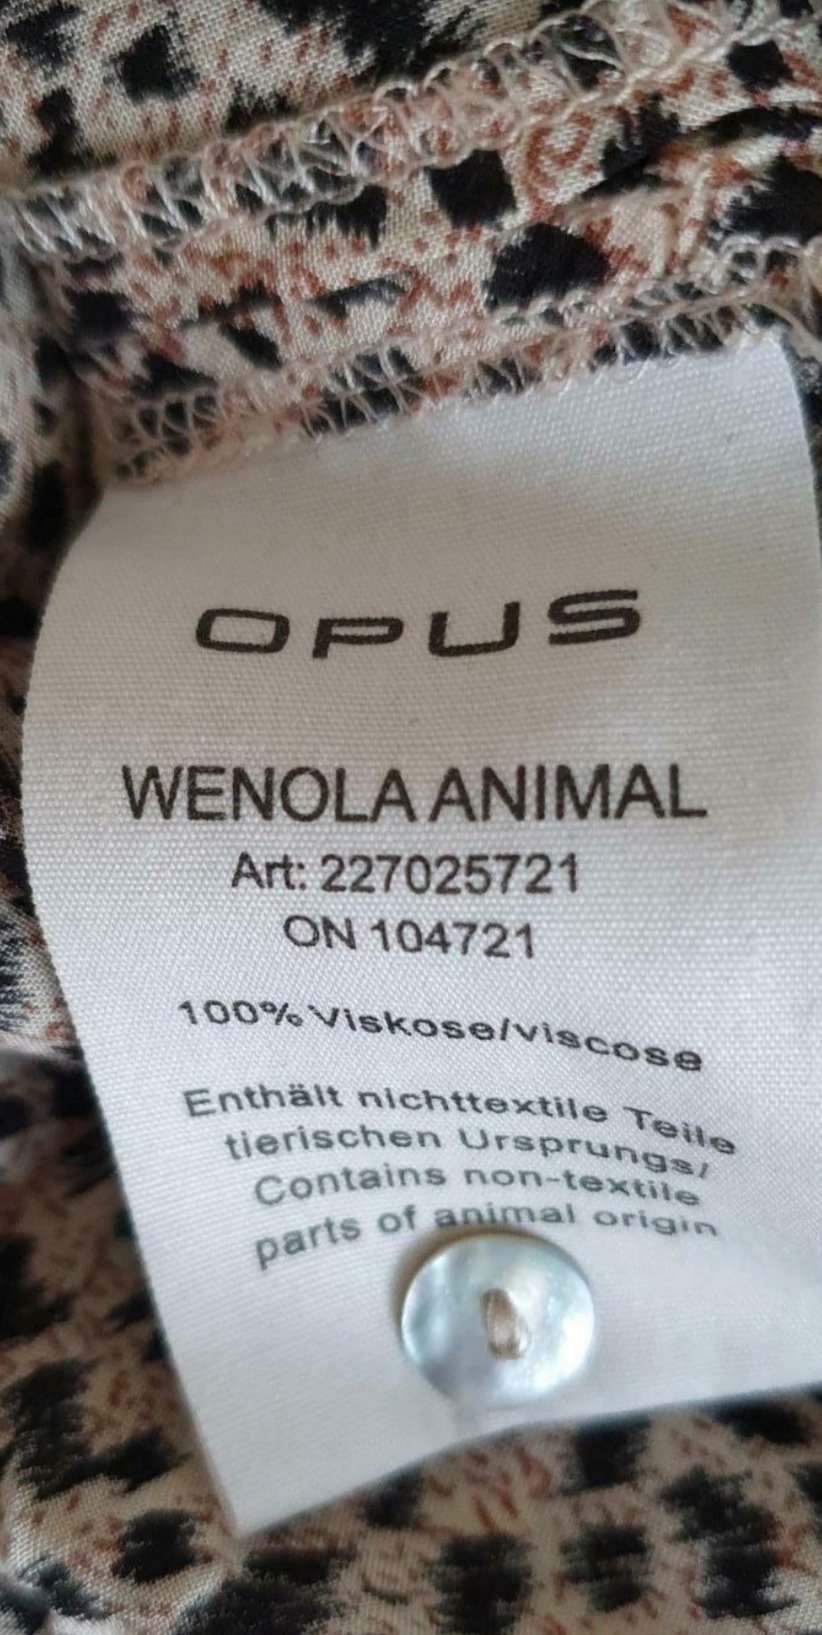 OPUS
WENOLA ANIMAL
Art: 227025721
ON 104721
100% Viskose/viscose
Enthält nichttextile Teile
tierischen Ursprungs/
Contains non-textile
parts of animal origin